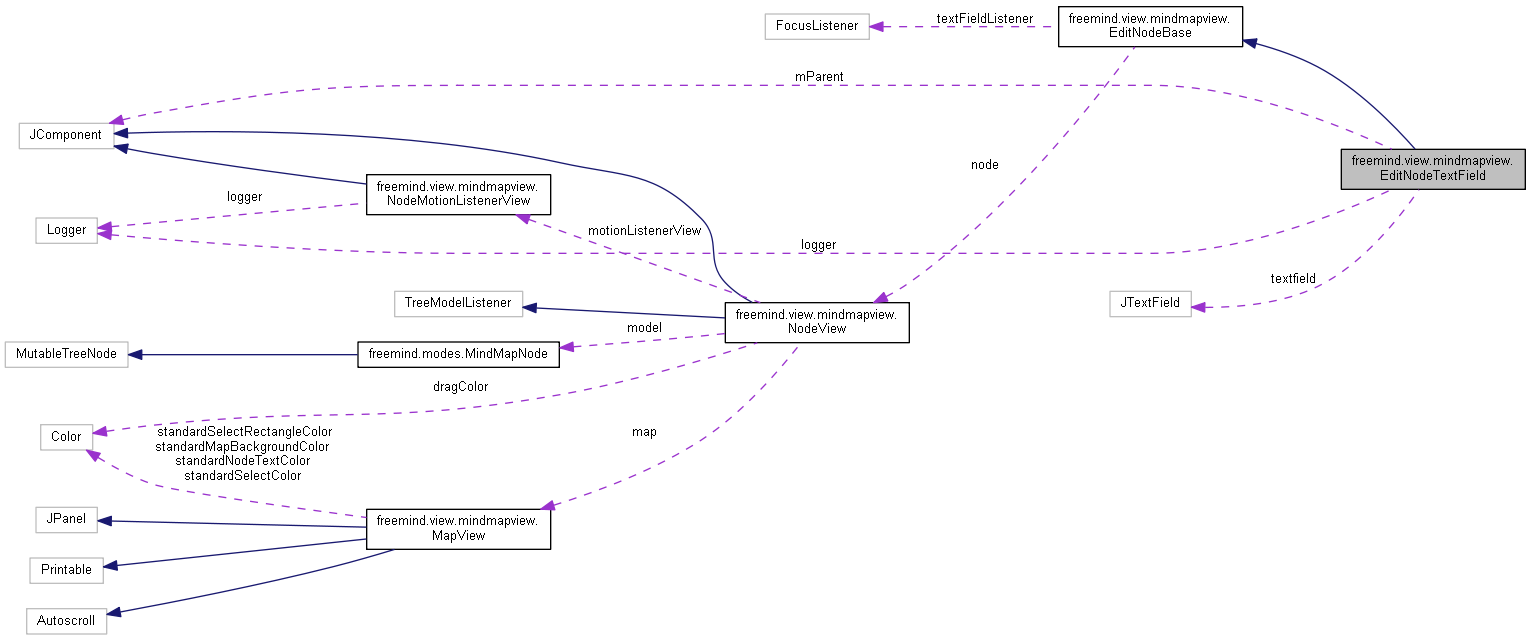 textFieldListener
FocusListener
freemind.view.mindmapview.
EditNodeBase
mParent
JComponent
node
freemind.view.mindmapview.
EditNodeTextField
freemind.view.mindmapview.
NodeMotionListenerView
logger
Logger
motionListenerView
logger
textfield
TreeModelListener
JTextField
freemind.view.mindmapview.
NodeView
model
MutableTreeNode
freemind.modes.MindMapNode
dragColor
Color
standardSelectRectangleColor
standardMapBackgroundColor
standardNodeTextColor
standardSelectColor
map
JPanel
freemind.view.mindmapview.
MapView
Printable
Autoscroll